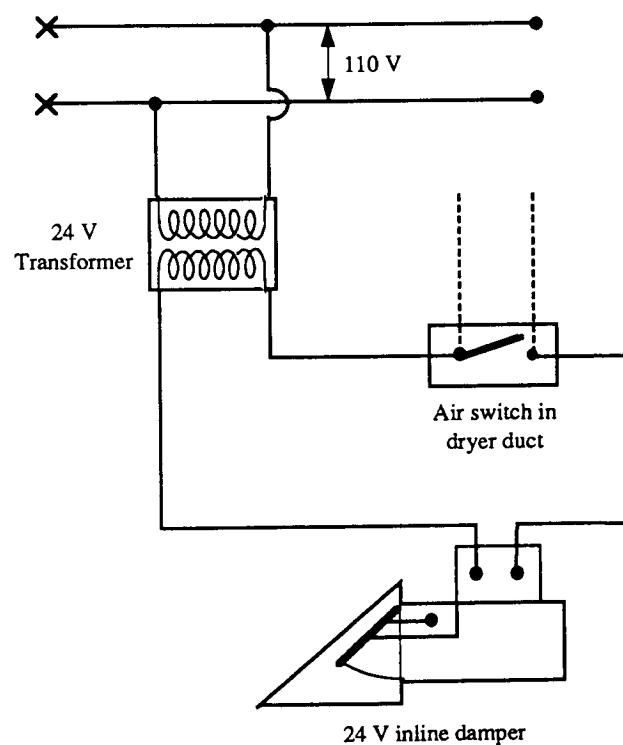 110 V
24 V
Transformer
Air switch in
dryer duct
24 V inline damper